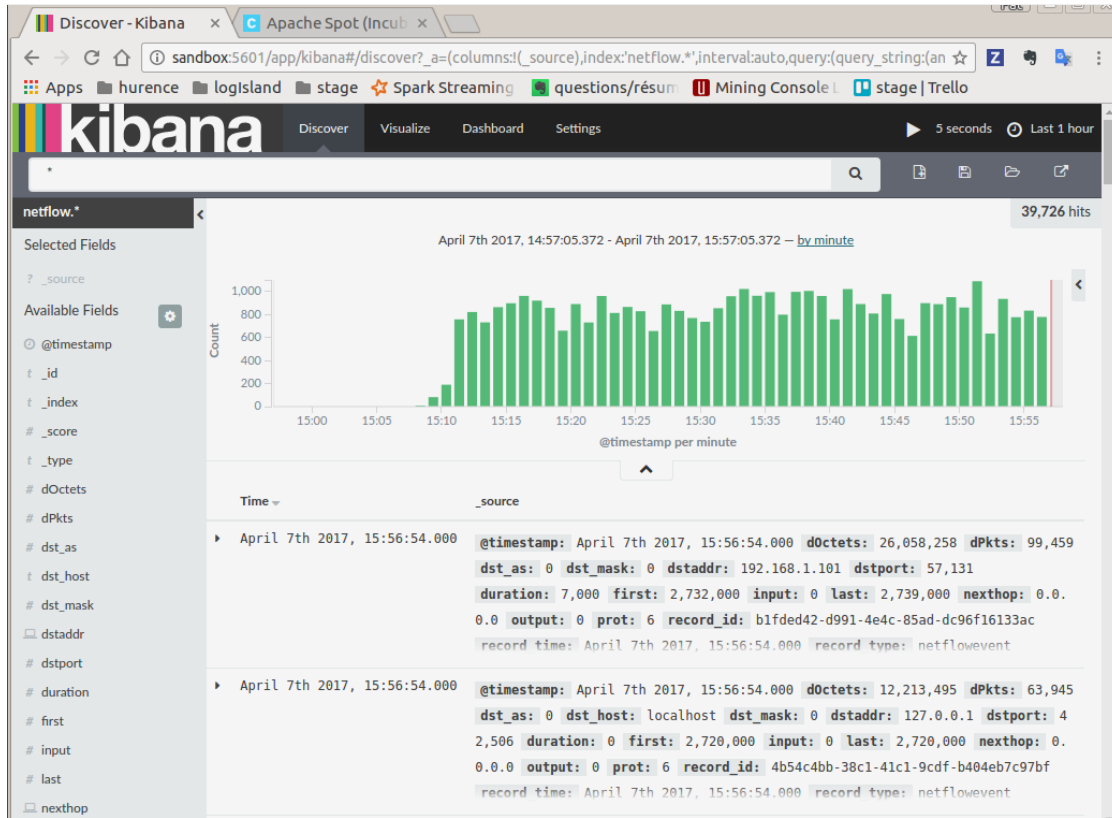 Pat
Discover - Kibana × Apache Spot (Incub ×
sandbox:5601/app/kibana#/discover?_a=(columns:!(_source),index:'netflow.*',interval:auto,query:(query_string:(an
Apps hurence logIsland stage Spark Streaming questions/résum Mining Console L stage | Trello
kibana Discover Visualize Dashboard Settings 5 seconds Last 1 hour
*
netflow.* 39,726 hits
Selected Fields
? _source
Available Fields
@timestamp
t _id
t _index
# _score
t _type
# dOctets
# dPkts
# dst_as
t dst_host
# dst_mask
dstaddr
# dstport
# duration
# first
# input
# last
nexthop
April 7th 2017, 14:57:05.372 - April 7th 2017, 15:57:05.372 — by minute
Count
1,000
800
600
400
200
0
15:00 15:05 15:10 15:15 15:20 15:25 15:30 15:35 15:40 15:45 15:50 15:55
@timestamp per minute
Time _source
April 7th 2017, 15:56:54.000 @timestamp: April 7th 2017, 15:56:54.000 dOctets: 26,058,258 dPkts: 99,459
dst_as: 0 dst_mask: 0 dstaddr: 192.168.1.101 dstport: 57,131
duration: 7,000 first: 2,732,000 input: 0 last: 2,739,000 nexthop: 0.0.
0.0 output: 0 prot: 6 record_id: b1fded42-d991-4e4c-85ad-dc96f16133ac
record_time: April 7th 2017, 15:56:54.000 record_type: netflowevent
April 7th 2017, 15:56:54.000 @timestamp: April 7th 2017, 15:56:54.000 dOctets: 12,213,495 dPkts: 63,945
dst_as: 0 dst_host: localhost dst_mask: 0 dstaddr: 127.0.0.1 dstport: 4
2,506 duration: 0 first: 2,720,000 input: 0 last: 2,720,000 nexthop: 0.
0.0.0 output: 0 prot: 6 record_id: 4b54c4bb-38c1-41c1-9cdf-b404eb7c97bf
record_time: April 7th 2017, 15:56:54.000 record_type: netflowevent